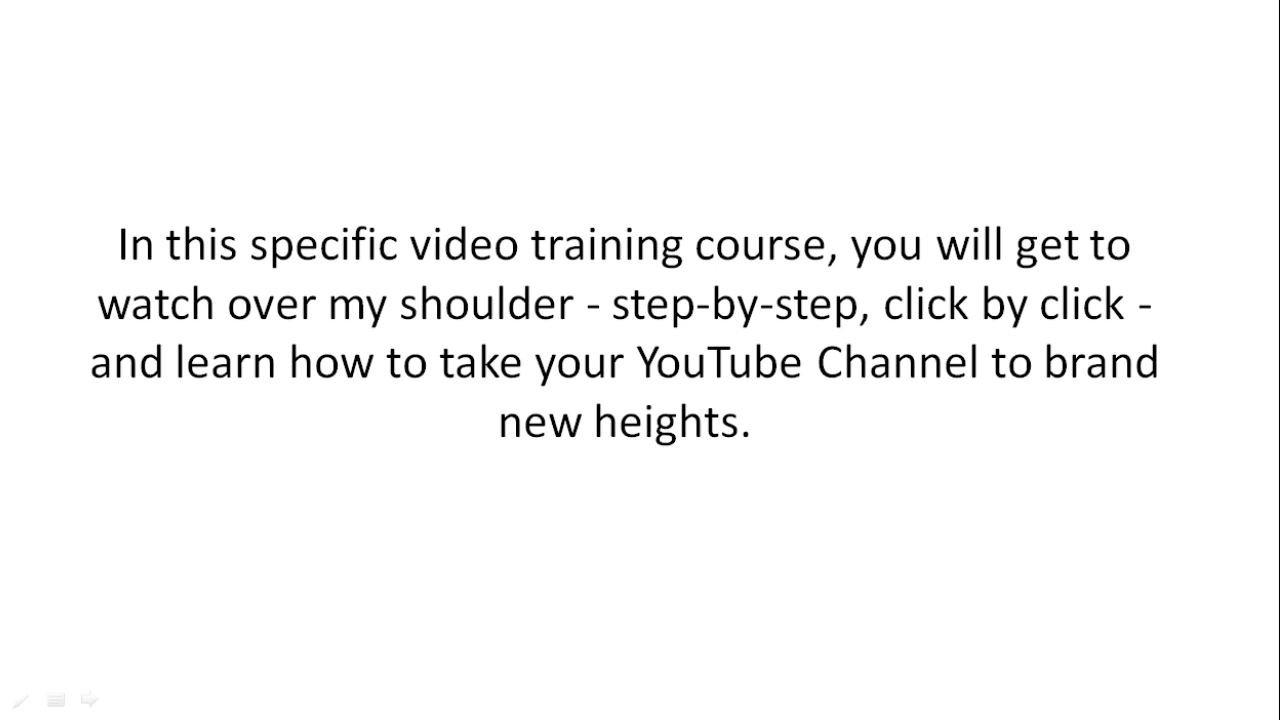 In this specific video training course, you will get to
watch over my shoulder - step-by-step, click by click -
and learn how to take your YouTube Channel to brand
new heights.